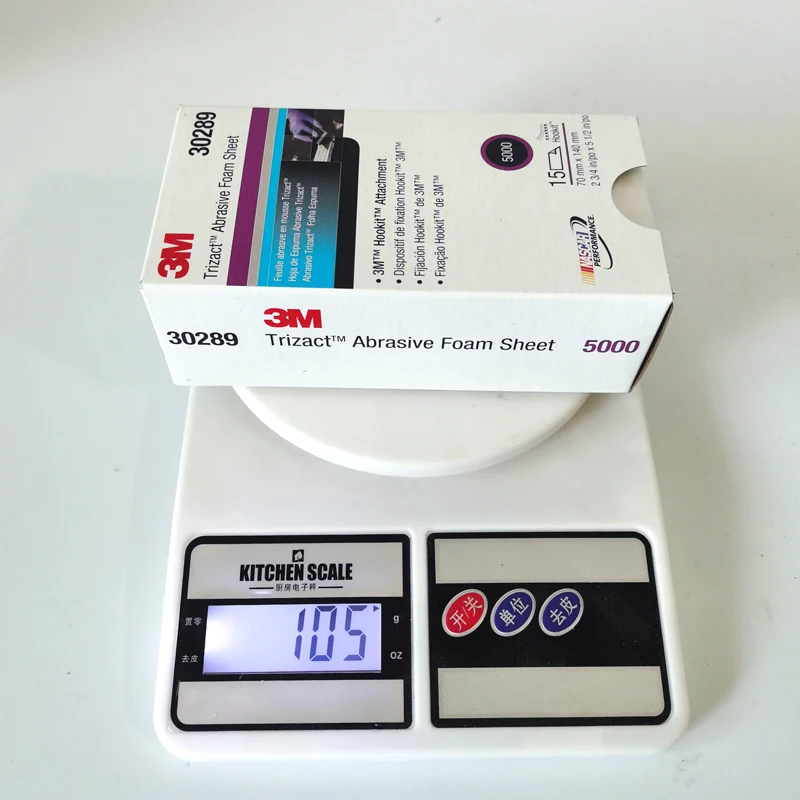 30289
3M
Trizact™ Abrasive Foam Sheet
Feuille abrasive en mousse Trizact™
Hoja de Espuma Abrasiva Trizact™
Abrasivo Trizact™ Folha Espuma
• 3M™ Hookit™ Attachment
• Dispositif de fixation Hookit™ 3M™
• Fijación Hookit™ de 3M™
• Fixação Hookit™ de 3M™
5000
15
Hookit™
70 mm x 140 mm
2 3/4 in/po x 5 1/2 in/po
NASCAR
PERFORMANCE
30289
3M
Trizact™ Abrasive Foam Sheet
5000
KITCHEN SCALE
厨房电子秤
置零
去皮
105
g
oz
开/关
单位
去皮